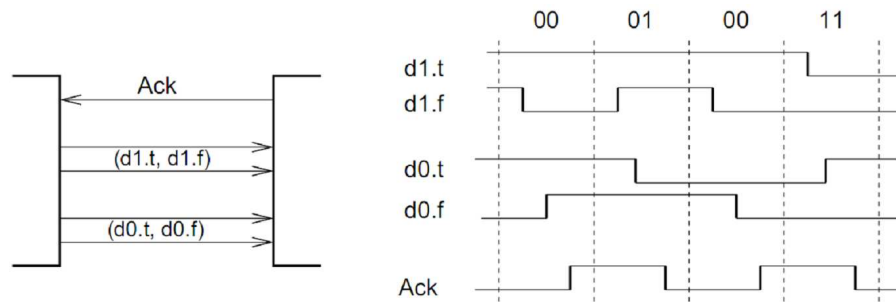 Ack
(d1.t, d1.f)
(d0.t, d0.f)
00 01 00 11
d1.t
d1.f
d0.t
d0.f
Ack